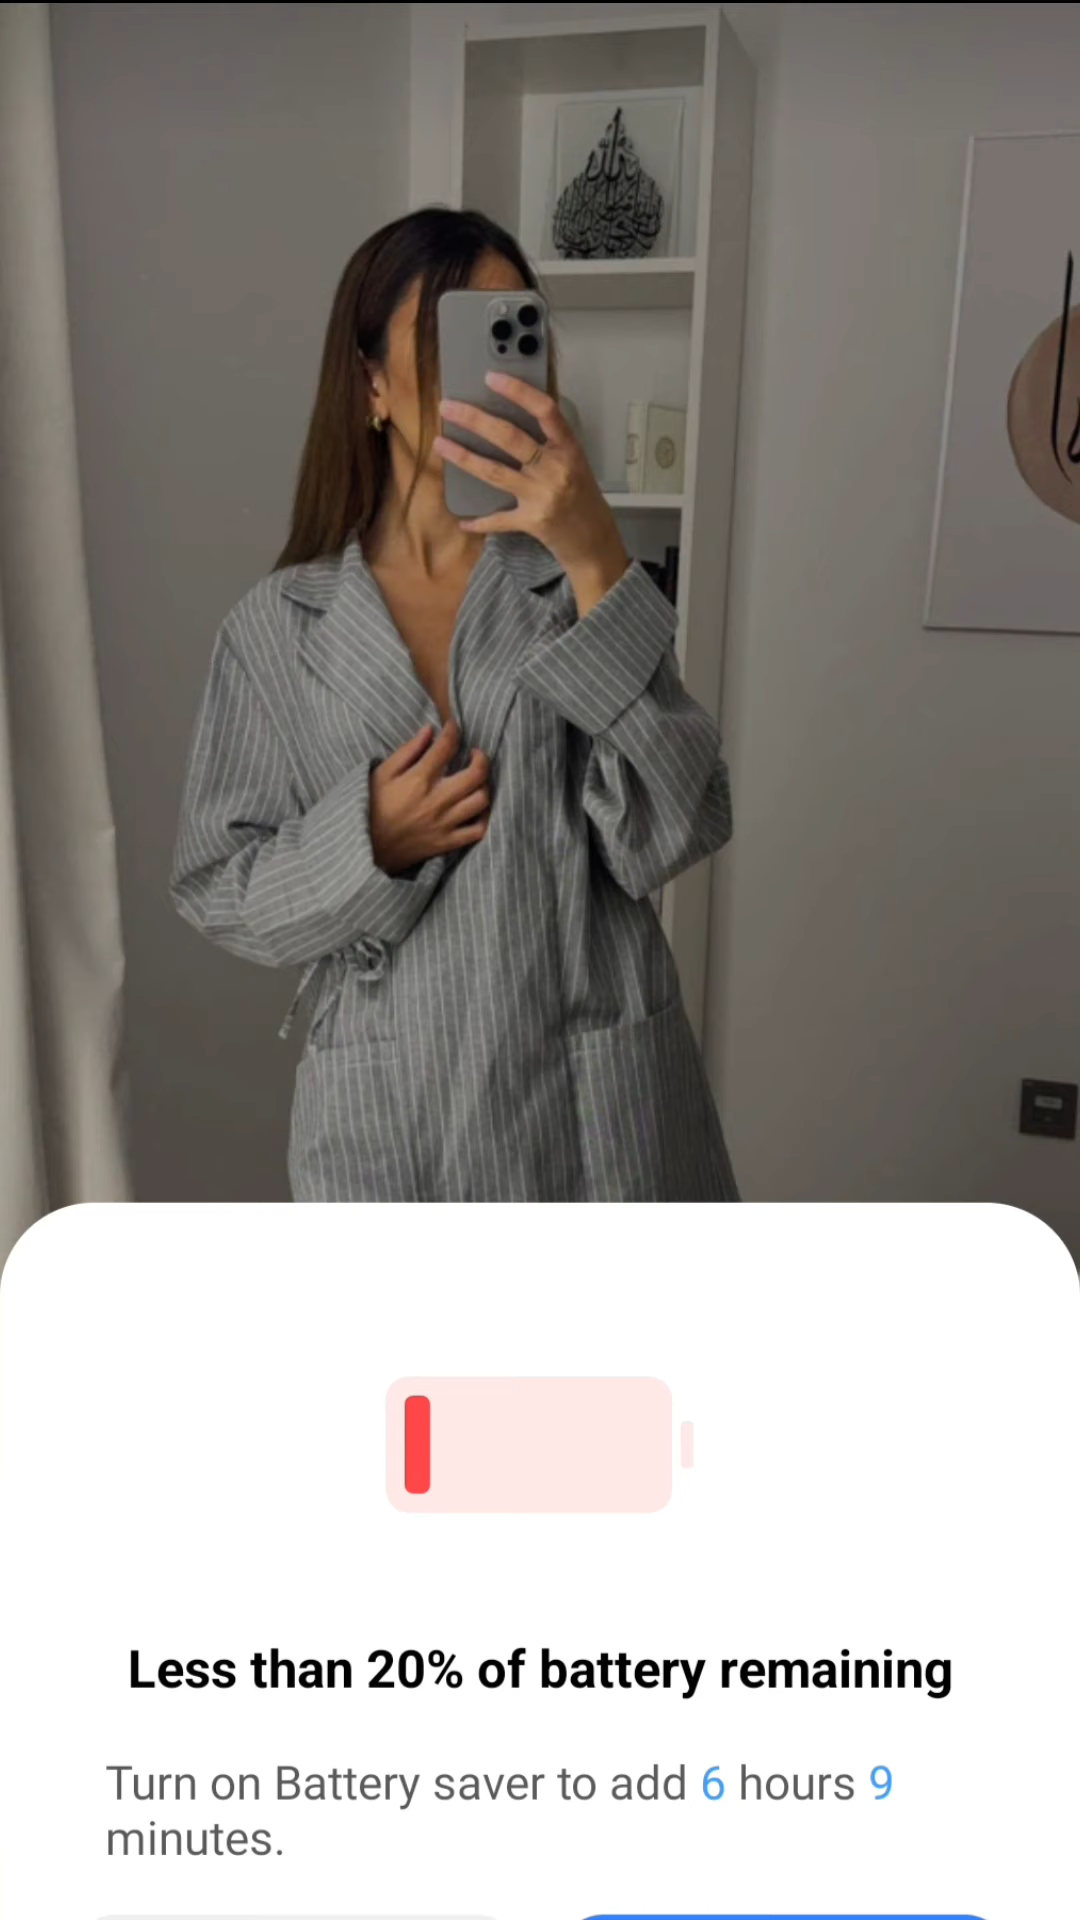 Less than 20% of battery remaining
Turn on Battery saver to add 6 hours 9
minutes.